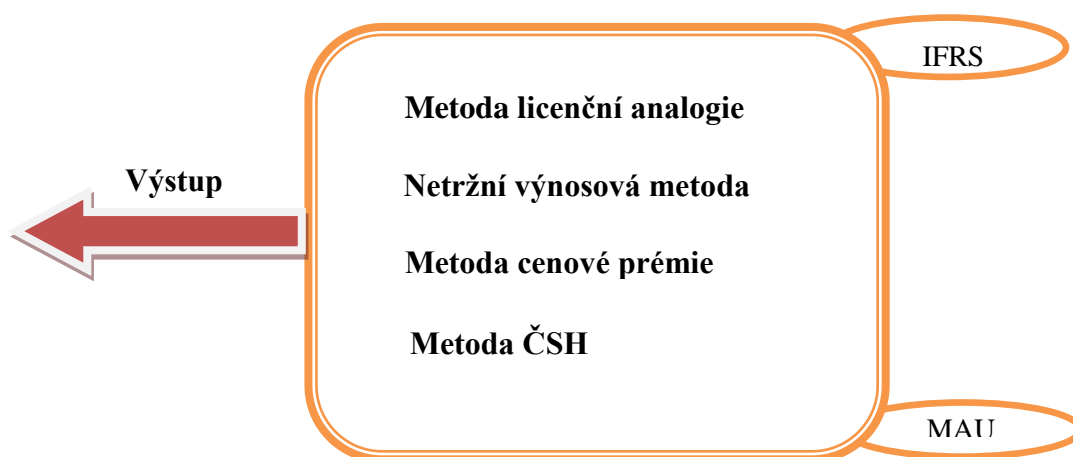 IFRS
Metoda licenční analogie
Výstup
Netržní výnosová metoda
Metoda cenové prémie
Metoda ČSH
MAU